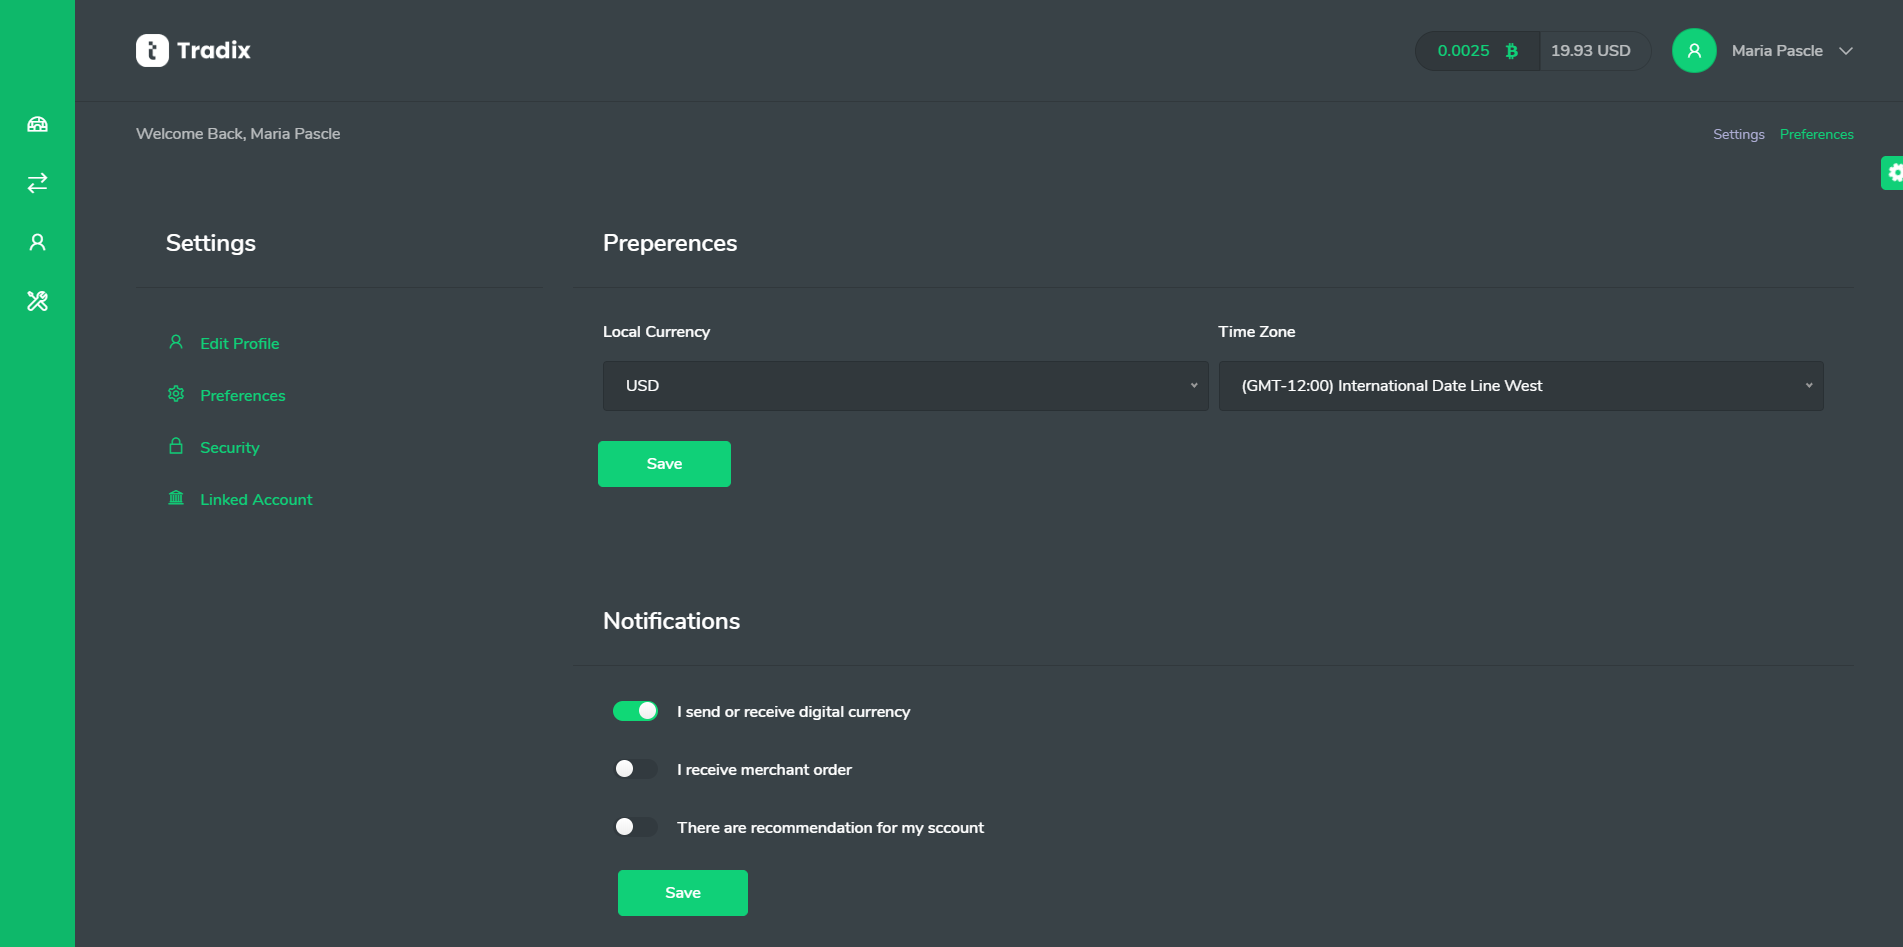 Tradix
0.0025
19.93 USD
Maria Pascle
Welcome Back, Maria Pascle
Settings
Preferences
Settings
Edit Profile
Preferences
Security
Linked Account
Preperences
Local Currency
Time Zone
USD
(GMT-12:00) International Date Line West
Save
Notifications
I send or receive digital currency
I receive merchant order
There are recommendation for my sccount
Save